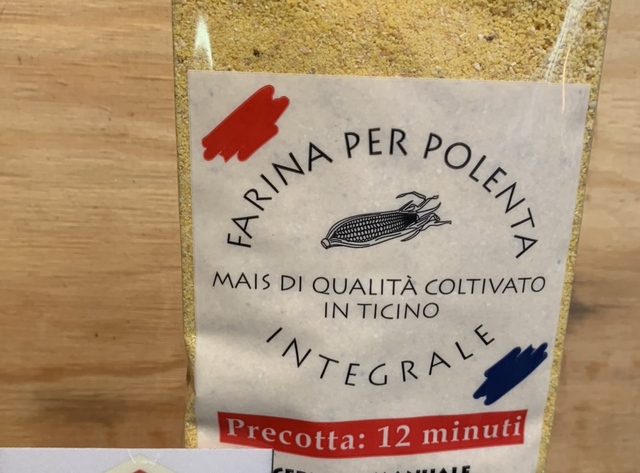 FARINA PER POLENTA
MAIS DI QUALITÀ COLTIVATO
IN TICINO
INTEGRALE
Precotta: 12 minuti